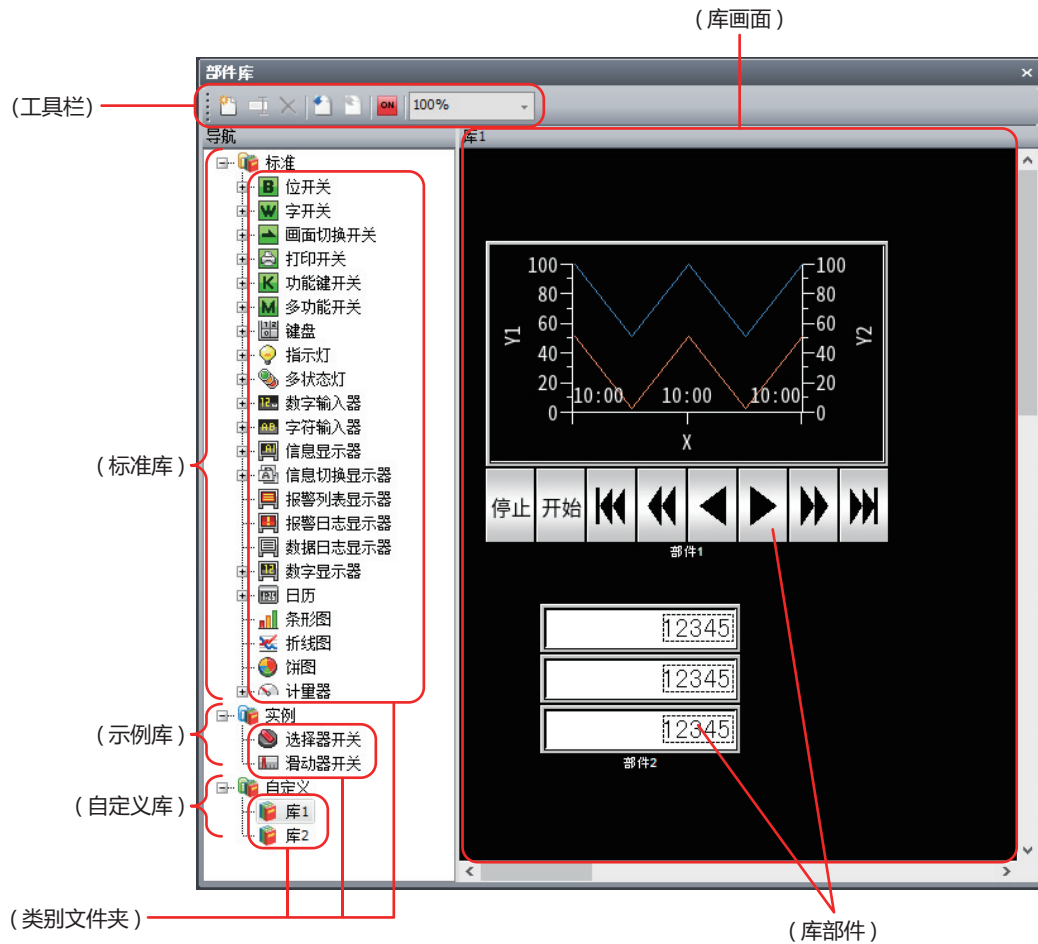 (库画面)
部件库
(工具栏)
ON
100%
导航
库1
标准
位开关
字开关
画面切换开关
打印开关
功能键开关
多功能开关
键盘
指示灯
多状态灯
数字输入器
字符输入器
信息显示器
信息切换显示器
报警列表显示器
报警日志显示器
数据日志显示器
数字显示器
日历
条形图
折线图
饼图
计量器
(标准库)
实例
选择器开关
滑动器开关
(示例库)
自定义
库1
库2
(自定义库)
(类别文件夹)
100
80
60
40
20
0
Y1
100
80
60
40
20
0
Y2
10:00 10:00 10:00
X
停止 开始
部件1
12345
12345
12345
部件2
(库部件)